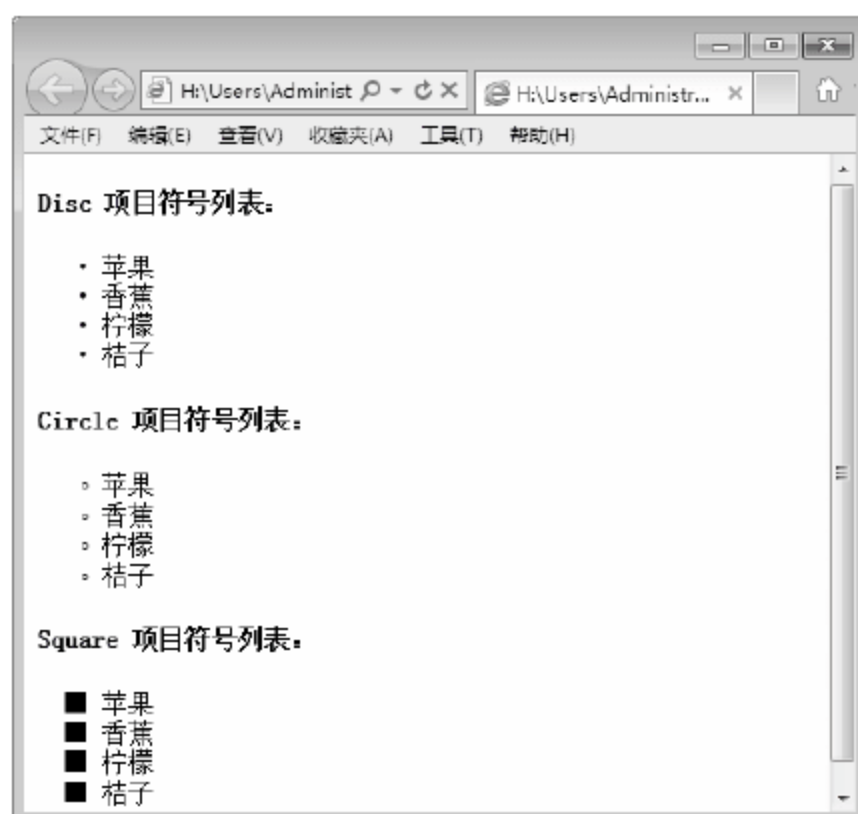 H:\Users\Administ
H:\Users\Administr...
文件(F) 编辑(E) 查看(V) 收藏夹(A) 工具(T) 帮助(H)
Disc 项目符号列表：
• 苹果
• 香蕉
• 柠檬
• 桔子
Circle 项目符号列表：
◦ 苹果
◦ 香蕉
◦ 柠檬
◦ 桔子
Square 项目符号列表：
■ 苹果
■ 香蕉
■ 柠檬
■ 桔子